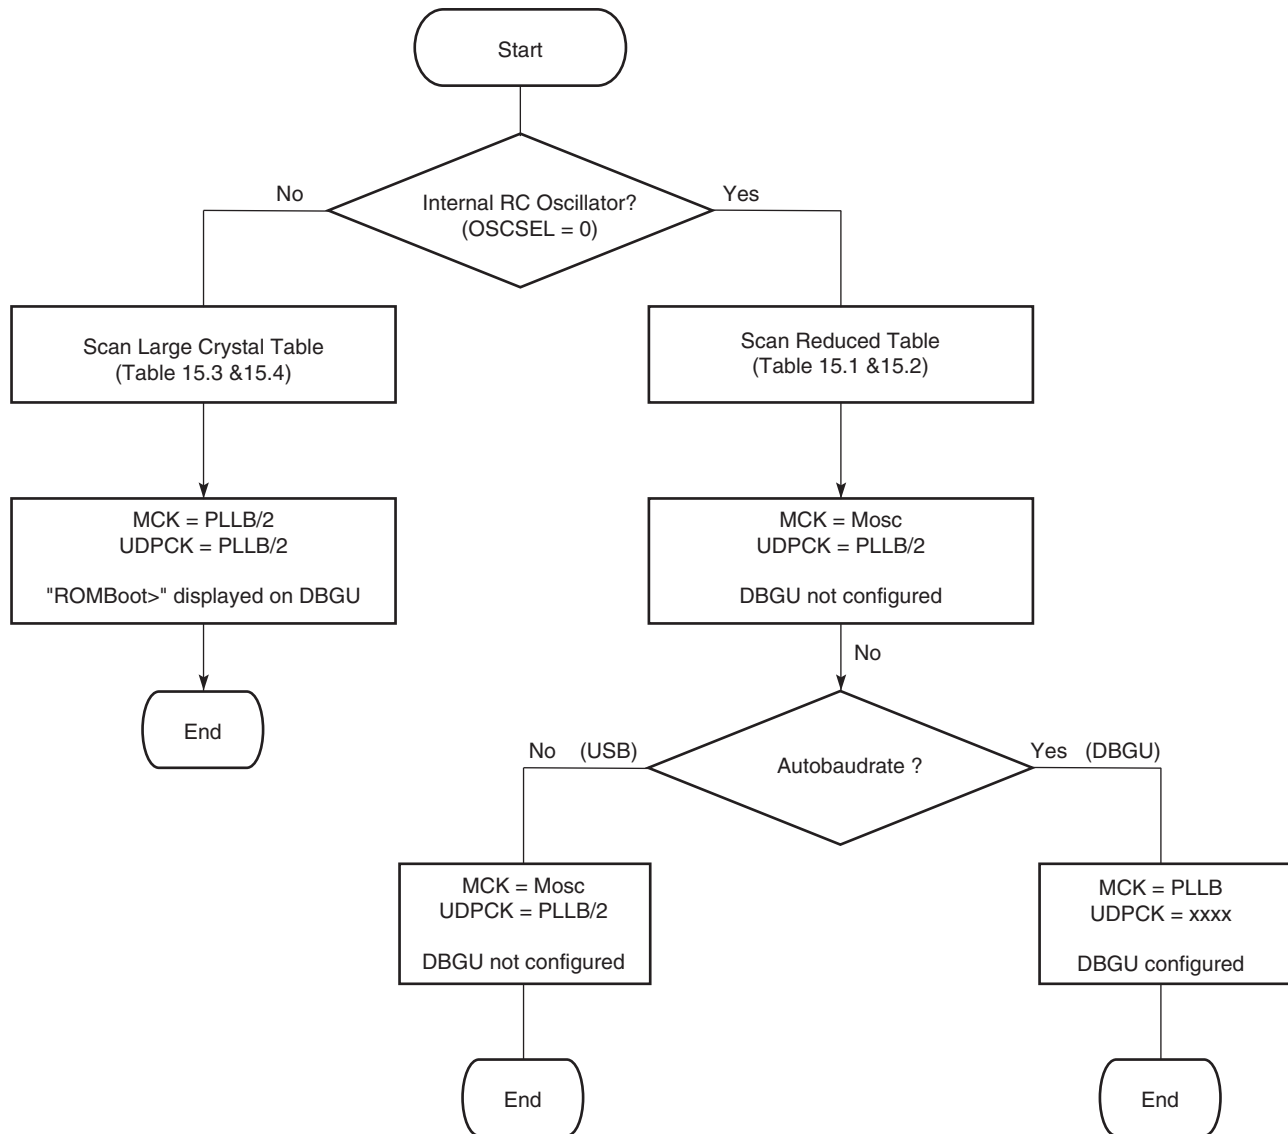 Start
Internal RC Oscillator?
(OSCSEL = 0)
No
Yes
Scan Large Crystal Table
(Table 15.3 &15.4)
Scan Reduced Table
(Table 15.1 &15.2)
MCK = PLLB/2
UDPCK = PLLB/2
"ROMBoot>" displayed on DBGU
MCK = Mosc
UDPCK = PLLB/2
DBGU not configured
No
End
Autobaudrate ?
No (USB)
Yes (DBGU)
MCK = Mosc
UDPCK = PLLB/2
DBGU not configured
MCK = PLLB
UDPCK = xxxx
DBGU configured
End
End